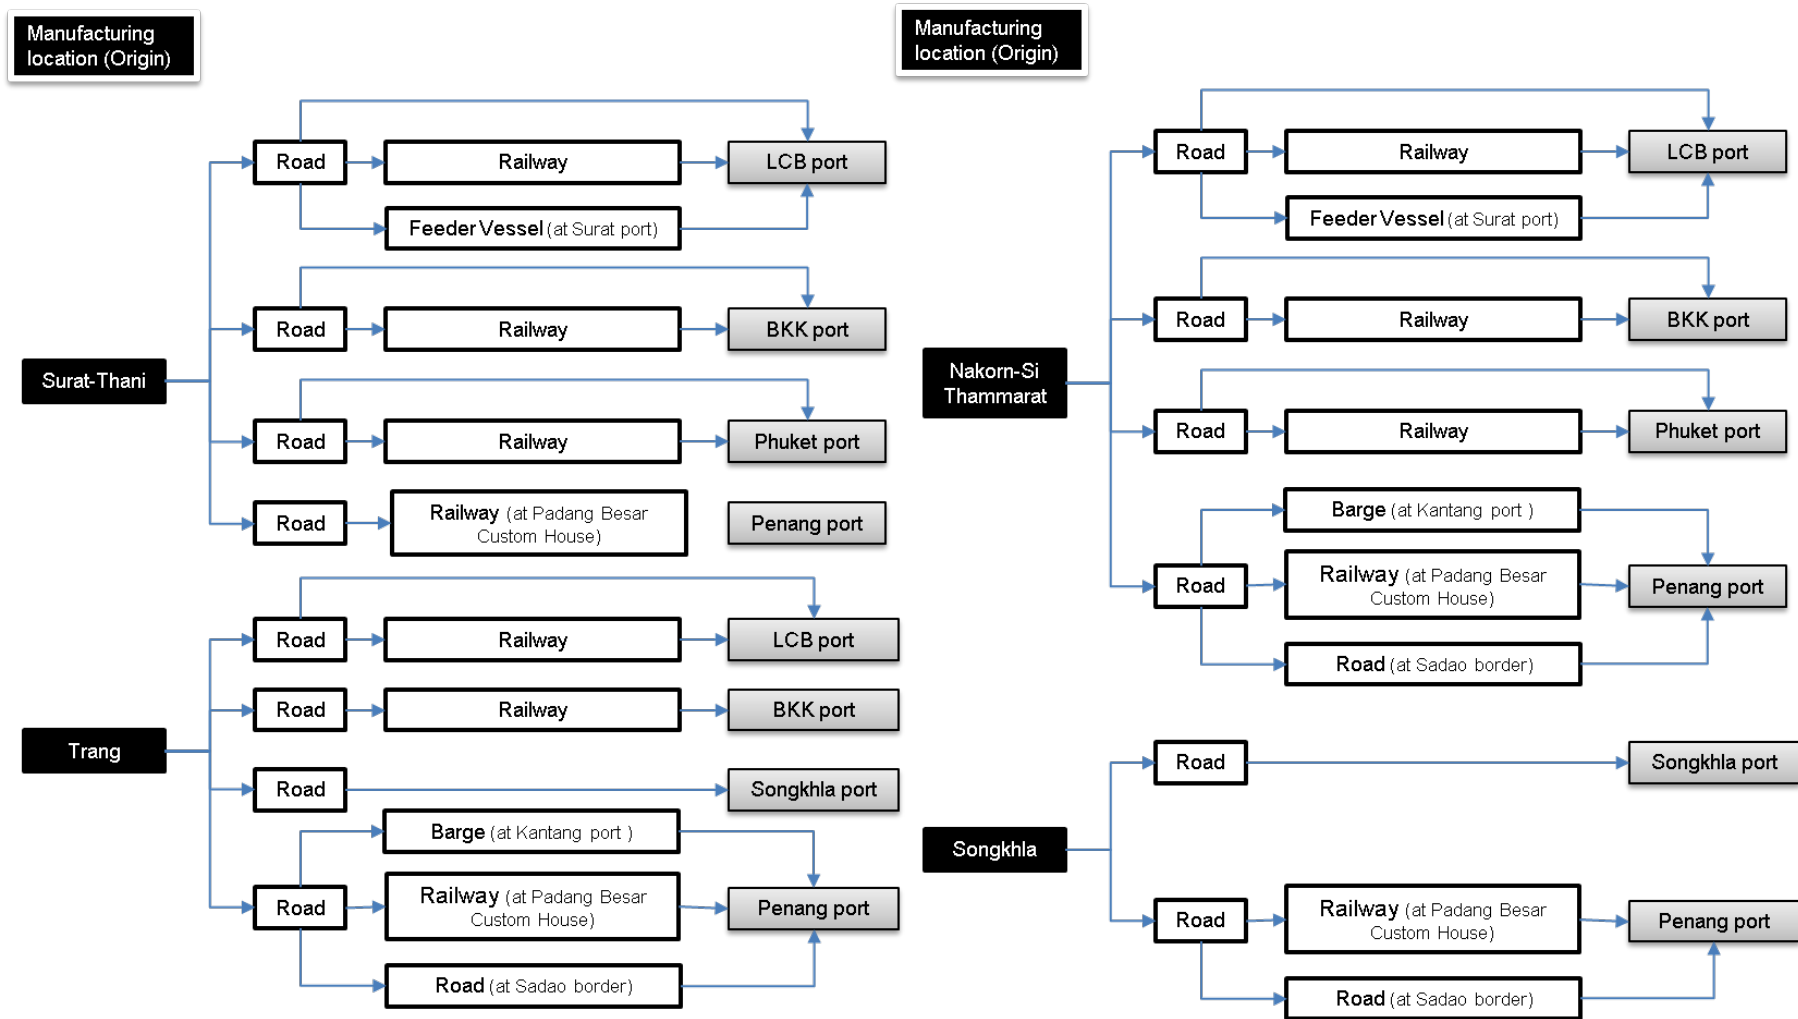 Manufacturing
location (Origin)
Surat-Thani
Road
Railway
LCB port
Feeder Vessel (at Surat port)
Road
Railway
BKK port
Road
Railway
Phuket port
Road
Railway (at Padang Besar
Custom House)
Penang port
Trang
Road
Railway
LCB port
Road
Railway
BKK port
Road
Songkhla port
Road
Barge (at Kantang port )
Railway (at Padang Besar
Custom House)
Penang port
Road (at Sadao border)
Manufacturing
location (Origin)
Nakorn-Si
Thammarat
Road
Railway
LCB port
Feeder Vessel (at Surat port)
Road
Railway
BKK port
Road
Railway
Phuket port
Road
Barge (at Kantang port )
Railway (at Padang Besar
Custom House)
Penang port
Road (at Sadao border)
Songkhla
Road
Songkhla port
Road
Railway (at Padang Besar
Custom House)
Penang port
Road (at Sadao border)